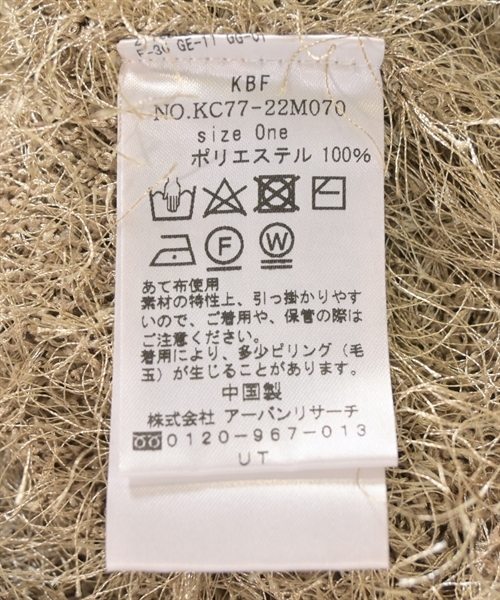 GE-11 GG-01
KBF
NO.KC77-22M070
size One
ポリエステル 100%
F W
あて布使用
素材の特性上、引っ掛かりやす
いので、ご着用や、保管の際は
ご注意ください。
着用により、多少ピリング(毛
玉)が生じることがあります。
中国製
株式会社 アーバンリサーチ
0120-967-013
UT